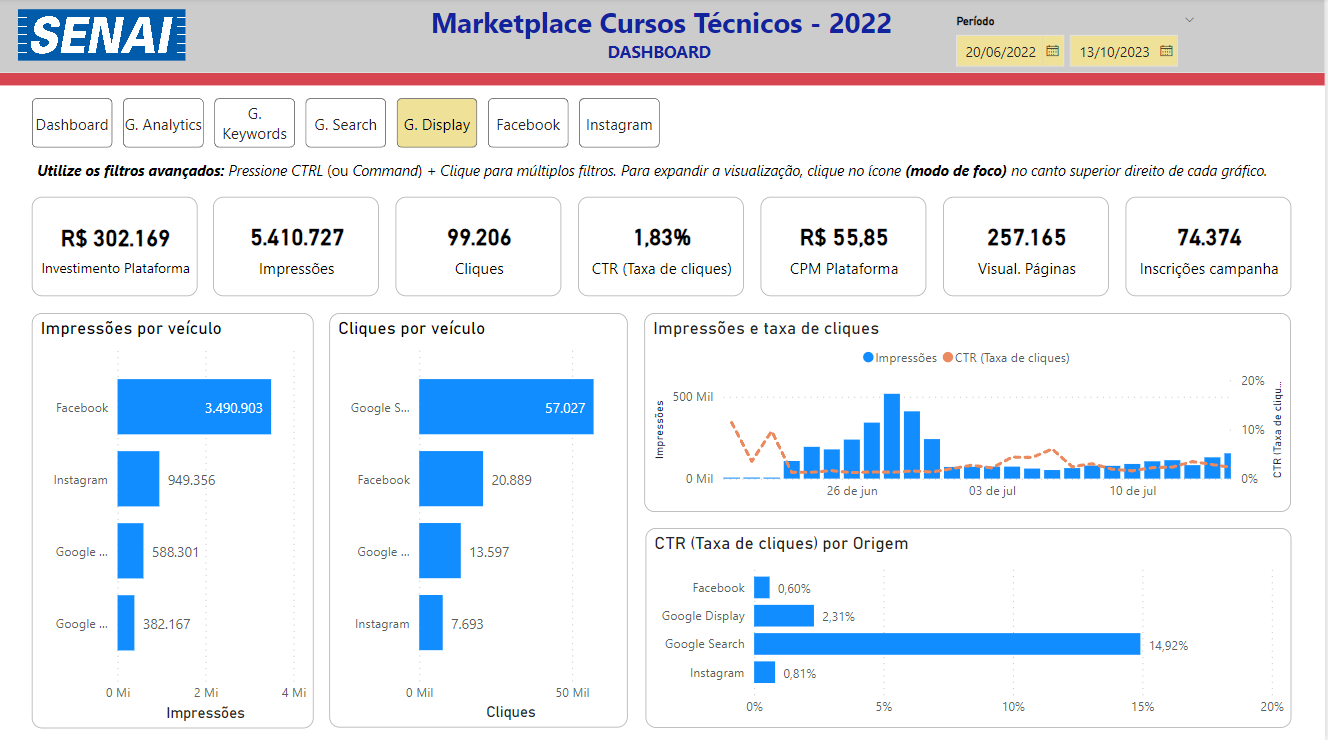 SENAI
Marketplace Cursos Técnicos - 2022
DASHBOARD
Período
20/06/2022
13/10/2023
Dashboard
G. Analytics
G.
Keywords
G. Search
G. Display
Facebook
Instagram
Utilize os filtros avançados: Pressione CTRL (ou Command) + Clique para múltiplos filtros. Para expandir a visualização, clique no ícone (modo de foco) no canto superior direito de cada gráfico.
R$ 302.169
Investimento Plataforma
5.410.727
Impressões
99.206
Cliques
1,83%
CTR (Taxa de cliques)
R$ 55,85
CPM Plataforma
257.165
Visual. Páginas
74.374
Inscrições campanha
Impressões por veículo
Facebook
3.490.903
Instagram
949.356
Google ...
588.301
Google ...
382.167
0 Mi
2 Mi
4 Mi
Impressões
Cliques por veículo
Google S...
57.027
Facebook
20.889
Google ...
13.597
Instagram
7.693
0 Mil
50 Mil
Cliques
Impressões e taxa de cliques
Impressões
CTR (Taxa de cliques)
Impressões
500 Mil
0 Mil
26 de jun
03 de jul
10 de jul
20%
10%
0%
CTR (Taxa de cliqu...
CTR (Taxa de cliques) por Origem
Facebook
0,60%
Google Display
2,31%
Google Search
14,92%
Instagram
0,81%
0%
5%
10%
15%
20%